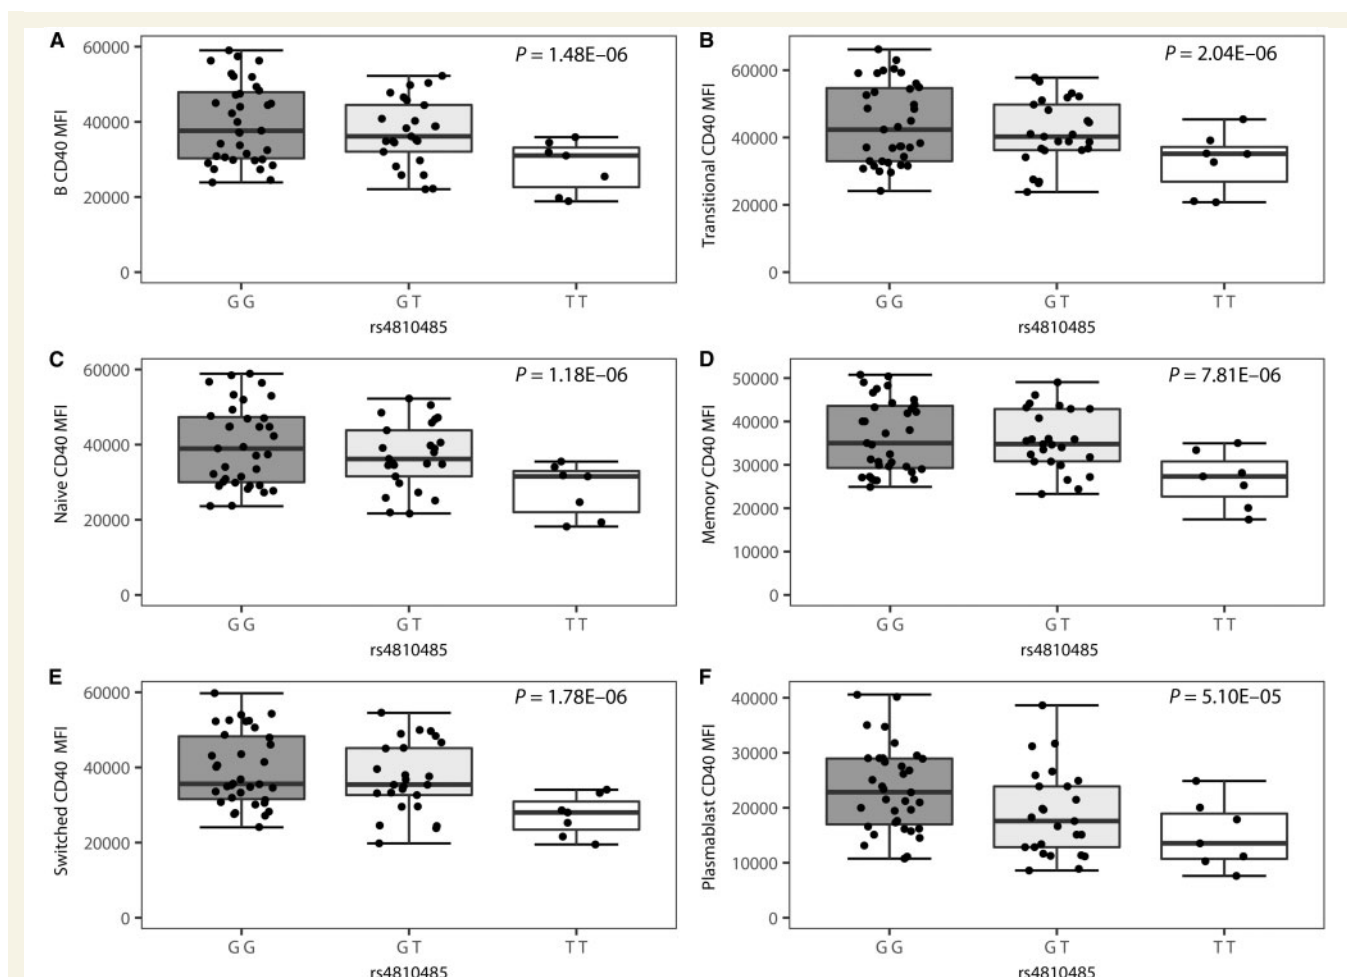 A
B CD40 MFI
60000
40000
20000
0
P = 1.48E–06
GG
GT
TT
rs4810485
B
Transitional CD40 MFI
60000
40000
20000
0
P = 2.04E–06
GG
GT
TT
rs4810485
C
Naive CD40 MFI
60000
40000
20000
0
P = 1.18E–06
GG
GT
TT
rs4810485
D
Memory CD40 MFI
50000
40000
30000
20000
10000
0
P = 7.81E–06
GG
GT
TT
rs4810485
E
Switched CD40 MFI
60000
40000
20000
0
P = 1.78E–06
GG
GT
TT
rs4810485
F
Plasmablast CD40 MFI
40000
30000
20000
10000
0
P = 5.10E–05
GG
GT
TT
rs4810485